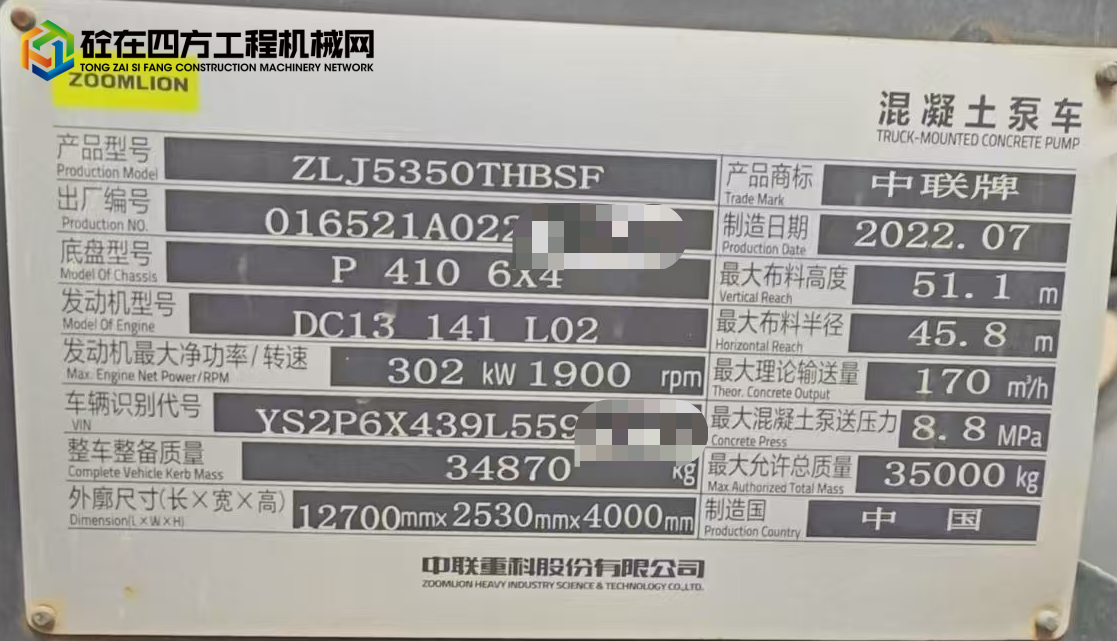 砼在四方工程机械网
TONG ZAI SI FANG CONSTRUCTION MACHINERY NETWORK
ZOOMLION
混凝土泵车
TRUCK-MOUNTED CONCRETE PUMP
产品型号 ZLJ5350THBSF
Production Model
产品商标 中联牌
Trade Mark
出厂编号 016521A022
Production NO.
制造日期 2022.07
Production Date
底盘型号 P 410 6X4
Model Of Chassis
最大布料高度 51.1 m
Vertical Reach
发动机型号 DC13 141 L02
Model Of Engine
最大布料半径 45.8 m
Horizontal Reach
发动机最大净功率/转速 302 kW 1900 rpm
Max. Engine Net Power/RPM
最大理论输送量 170 m³/h
Theor. Concrete Output
车辆识别代号 YS2P6X439L559
VIN
最大混凝土泵送压力 8.8 MPa
Concrete Press
整车整备质量 34870 kg
Complete Vehicle Kerb Mass
最大允许总质量 35000 kg
Max Authorized Total Mass
外廓尺寸(长×宽×高) 12700mm×2530mm×4000mm
Dimension(L×W×H)
制造国 中国
Production Country
中联重科股份有限公司
ZOOMLION HEAVY INDUSTRY SCIENCE & TECHNOLOGY CO.,LTD.